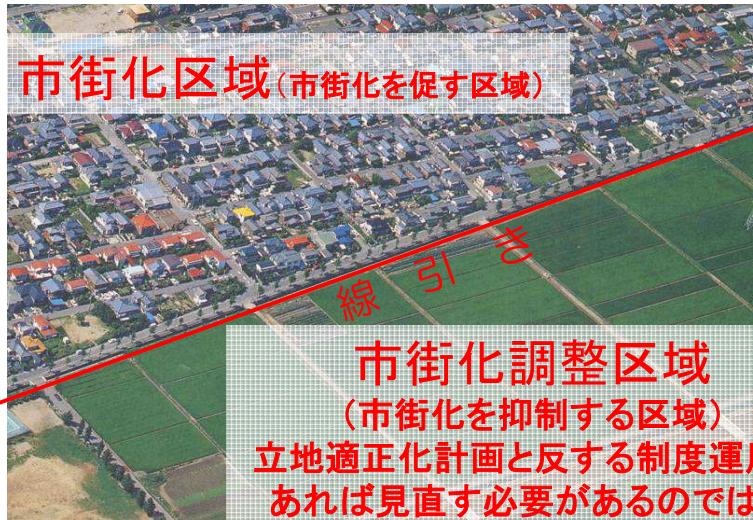 市街化区域(市街化を促す区域)
線引き
市街化調整区域
(市街化を抑制する区域)
立地適正化計画と反する制度運
あれば見直す必要があるのでは